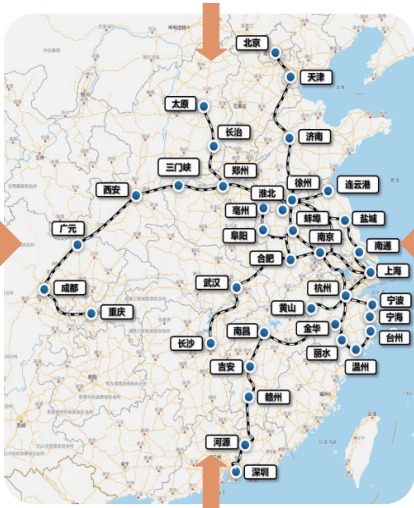 北京
天津
太原
济南
长治
三门峡
郑州
徐州
连云港
西安
淮北
亳州
蚌埠
盐城
广元
阜阳
南京
南通
合肥
上海
武汉
成都
杭州
宁波
重庆
黄山
宁海
南昌
金华
台州
长沙
丽水
吉安
温州
赣州
河源
深圳